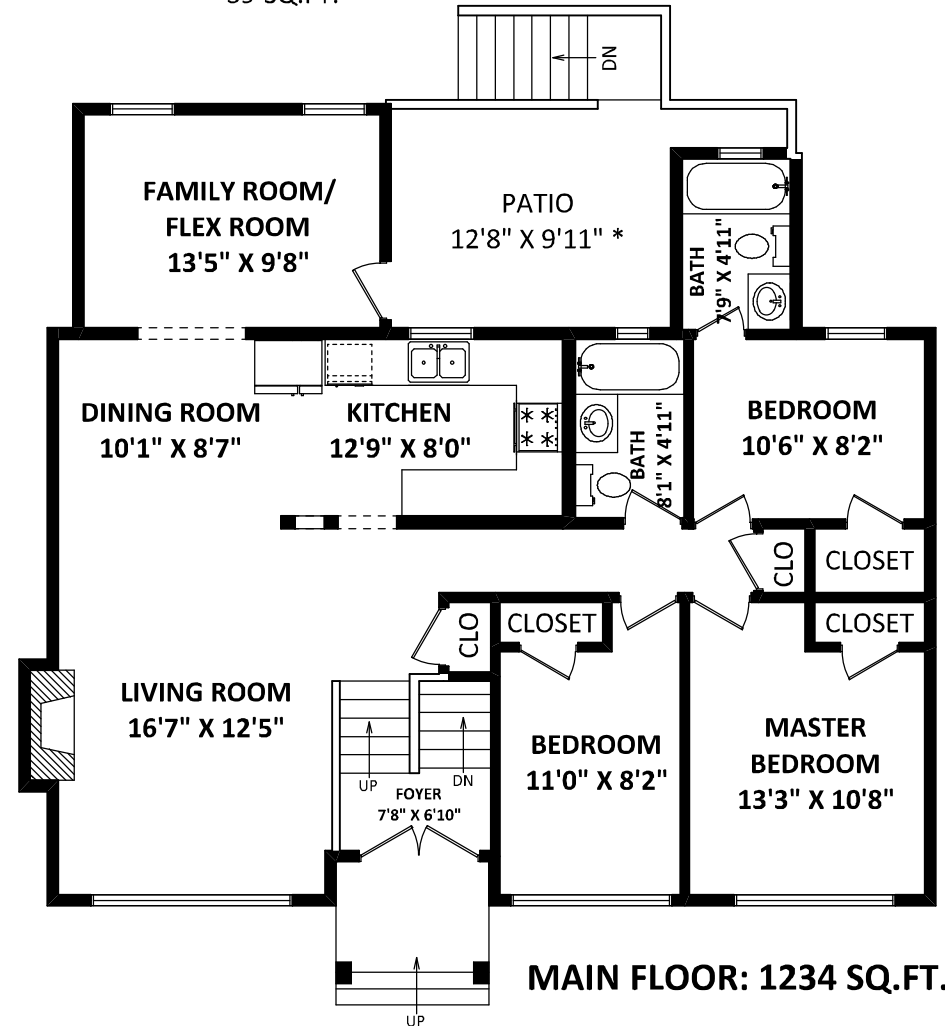 DN
FAMILY ROOM/
FLEX ROOM
13'5" X 9'8"
PATIO
12'8" X 9'11" *
BATH
7'9" X 4'11"
DINING ROOM
10'1" X 8'7"
KITCHEN
12'9" X 8'0"
BATH
8'1" X 4'11"
BEDROOM
10'6" X 8'2"
CLO
CLOSET
CLO
CLOSET
CLOSET
LIVING ROOM
16'7" X 12'5"
UP
DN
FOYER
7'8" X 6'10"
BEDROOM
11'0" X 8'2"
MASTER
BEDROOM
13'3" X 10'8"
MAIN FLOOR: 1234 SQ.FT.
UP